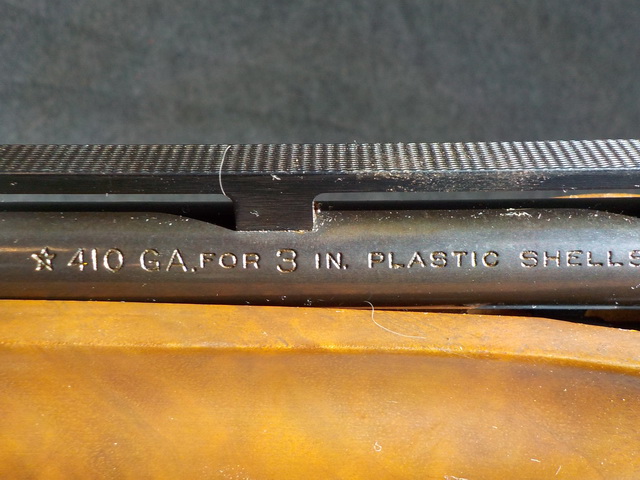 ☆ 410 GA. FOR 3 IN. PLASTIC SHELLS